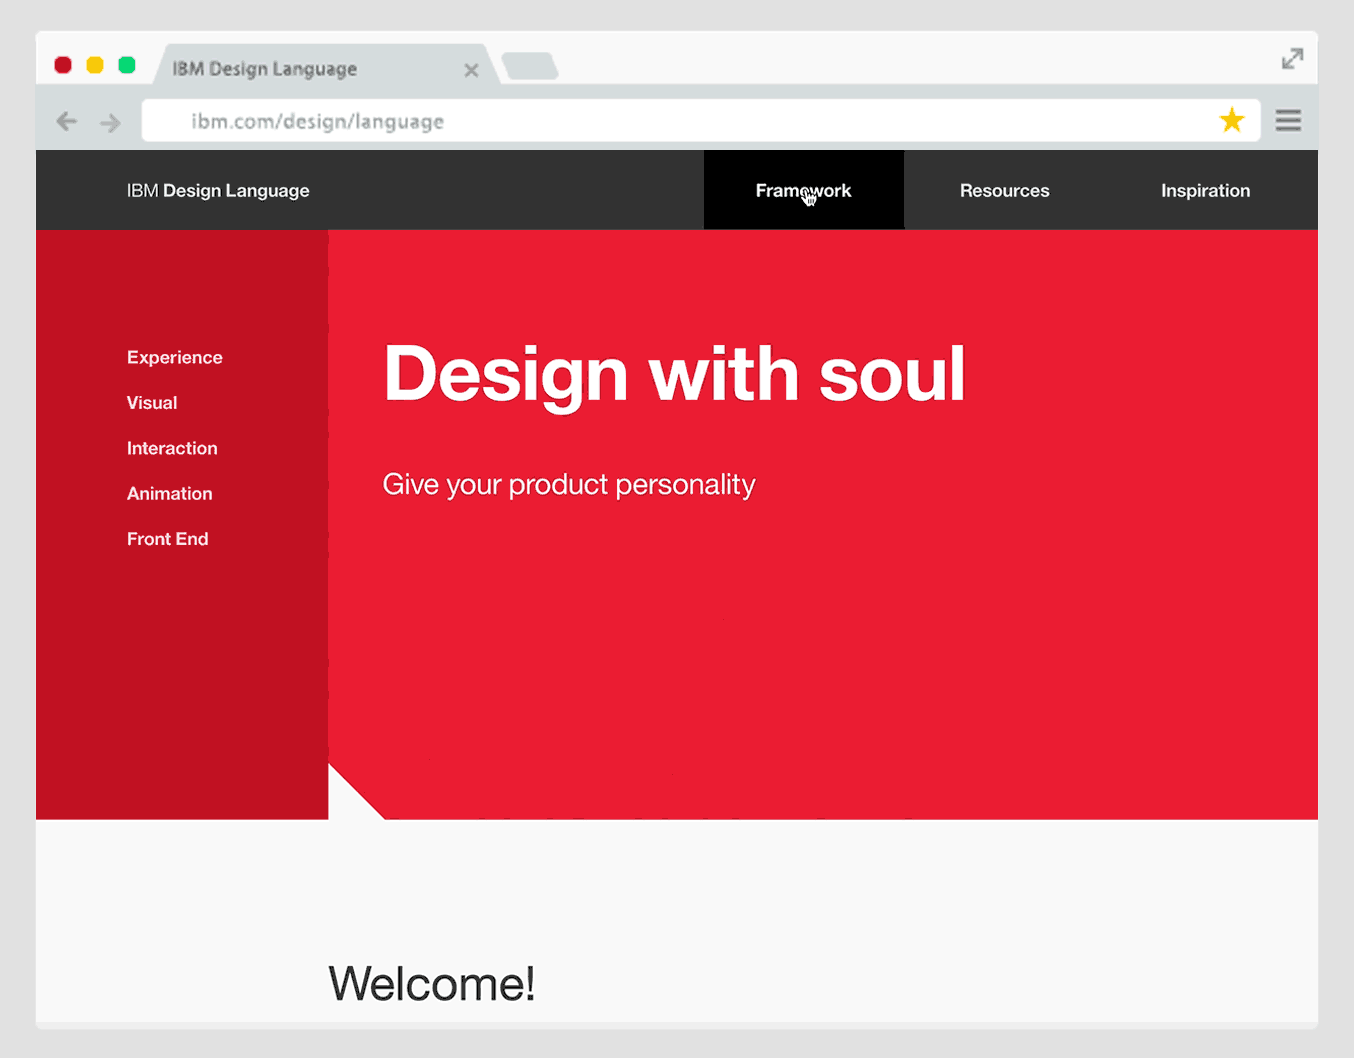 IBM Design Language
ibm.com/design/language
IBM Design Language
Framework
Resources
Inspiration
Experience
Visual
Interaction
Animation
Front End
Design with soul
Give your product personality
Welcome!